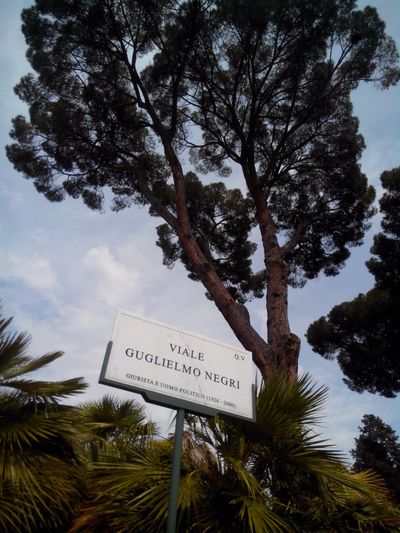 VIALE Q.V
GUGLIELMO NEGRI
GIURISTA E UOMO POLITICO (1926 - 2000)